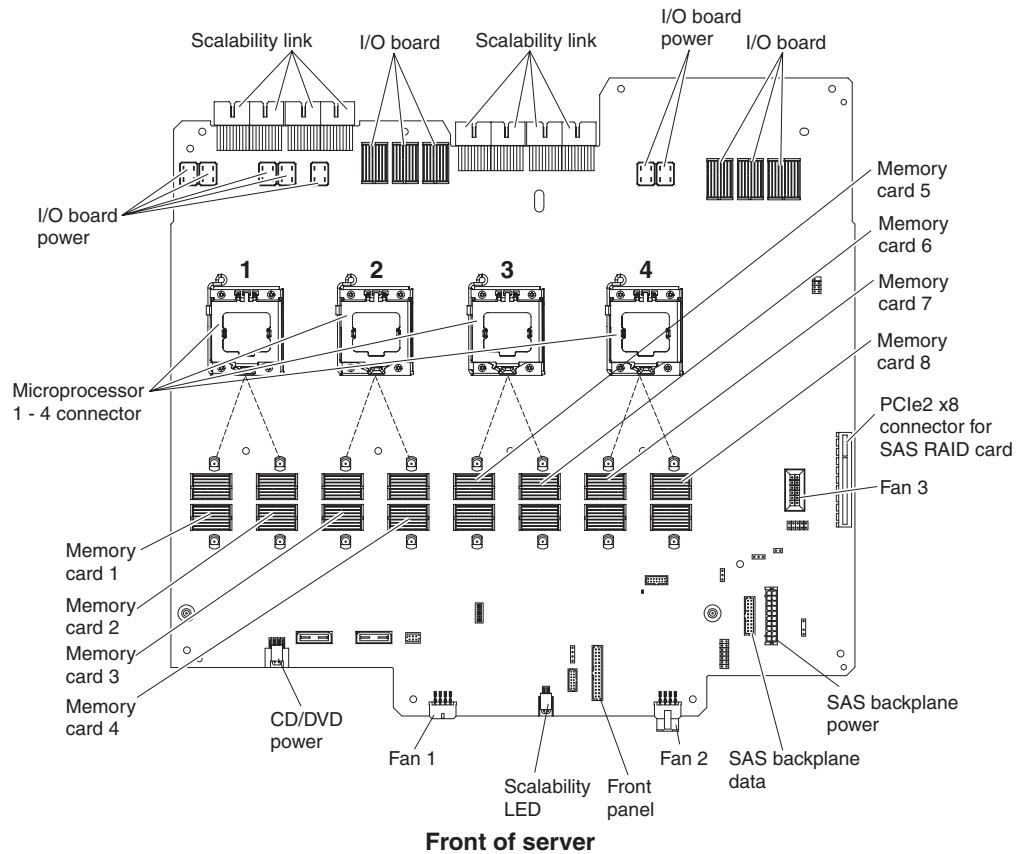 Scalability link
I/O board
Scalability link
I/O board
power
I/O board
I/O board
power
Memory
card 5
Memory
card 6
Memory
card 7
Memory
card 8
1
2
3
4
Microprocessor
1 - 4 connector
PCIe2 x8
connector for
SAS RAID card
Fan 3
Memory
card 1
Memory
card 2
Memory
card 3
Memory
card 4
CD/DVD
power
Fan 1
Scalability
LED
Front
panel
Fan 2
SAS backplane
data
SAS backplane
power
Front of server